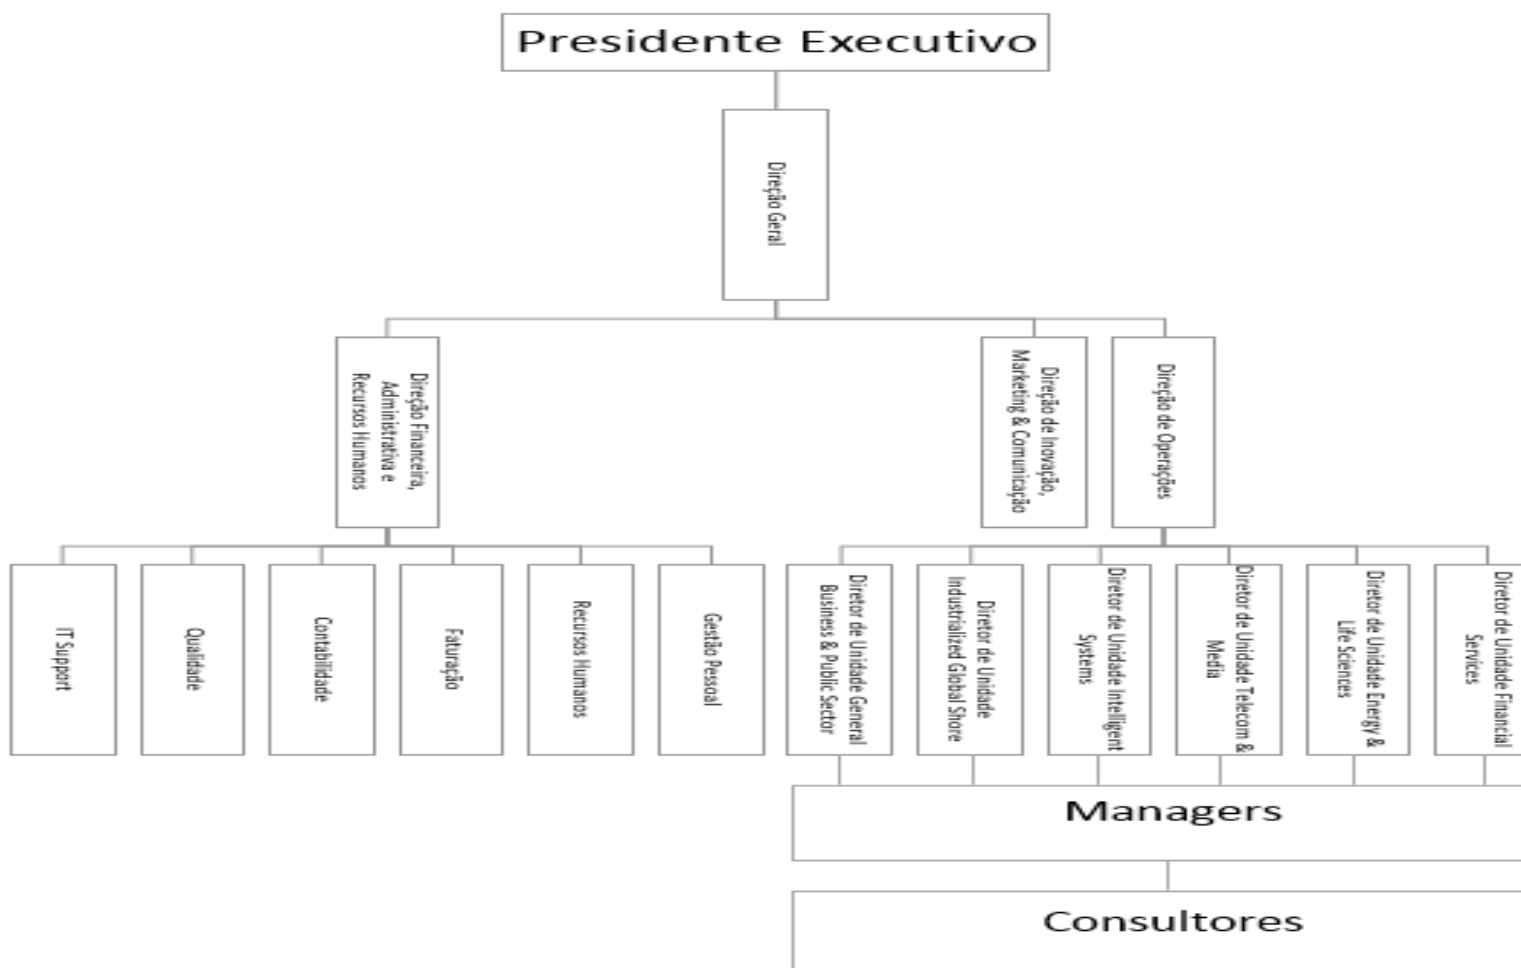 Presidente Executivo
Direção Geral
Direção Financeira,
Administrativa e
Recursos Humanos
Direção de Inovação,
Marketing & Comunicação
Direção de Operações
IT Support
Qualidade
Contabilidade
Faturação
Recursos Humanos
Gestão Pessoal
Diretor de Unidade General
Business & Public Sector
Diretor de Unidade
Industrialized Global Shore
Diretor de Unidade Intelligent
Systems
Diretor de Unidade Telecom &
Media
Diretor de Unidade Energy &
Life Sciences
Diretor de Unidade Financial
Services
Managers
Consultores